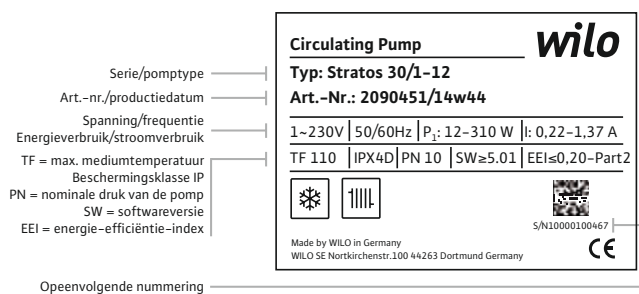 Circulating Pump
wilo
Serie/pomptype
Typ: Stratos 30/1-12
Art.-nr./productiedatum
Art.-Nr.: 2090451/14w44
Spanning/frequentie
Energieverbruik/stroomverbruik
1~230V 50/60Hz P1: 12-310 W I: 0,22-1,37 A
TF = max. mediumtemperatuur
Beschermingsklasse IP
PN = nominale druk van de pomp
SW = softwareversie
EEI = energie-efficiëntie-index
TF 110 IPX4D PN 10 SW≥5.01 EEI≤0,20-Part2
S/N10000100467
Made by WILO in Germany
WILO SE Nortkirchenstr.100 44263 Dortmund Germany
CE
Opeenvolgende nummering